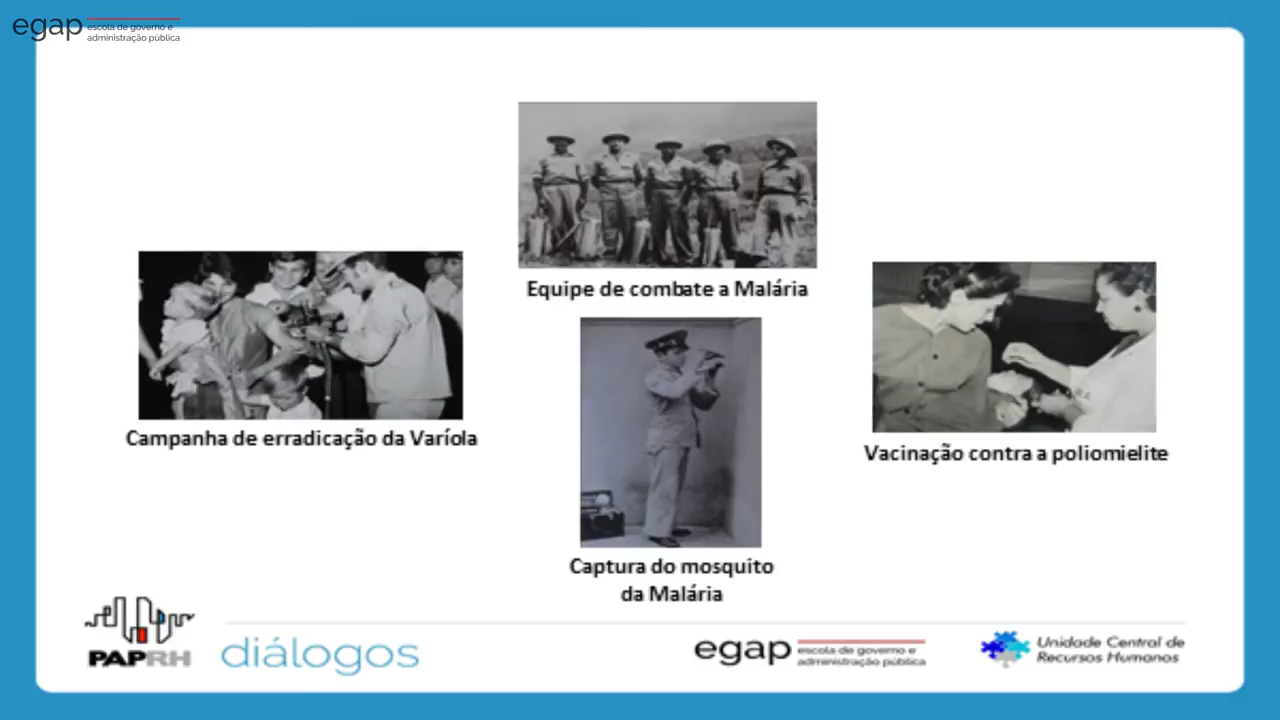 egap escola de governo e
administração pública
Equipe de combate a Malária
Campanha de erradicação da Varíola
Vacinação contra a poliomielite
Captura do mosquito
da Malária
PAPRH
diálogos
egap escola de governo e
administração pública
Unidade Central de
Recursos Humanos